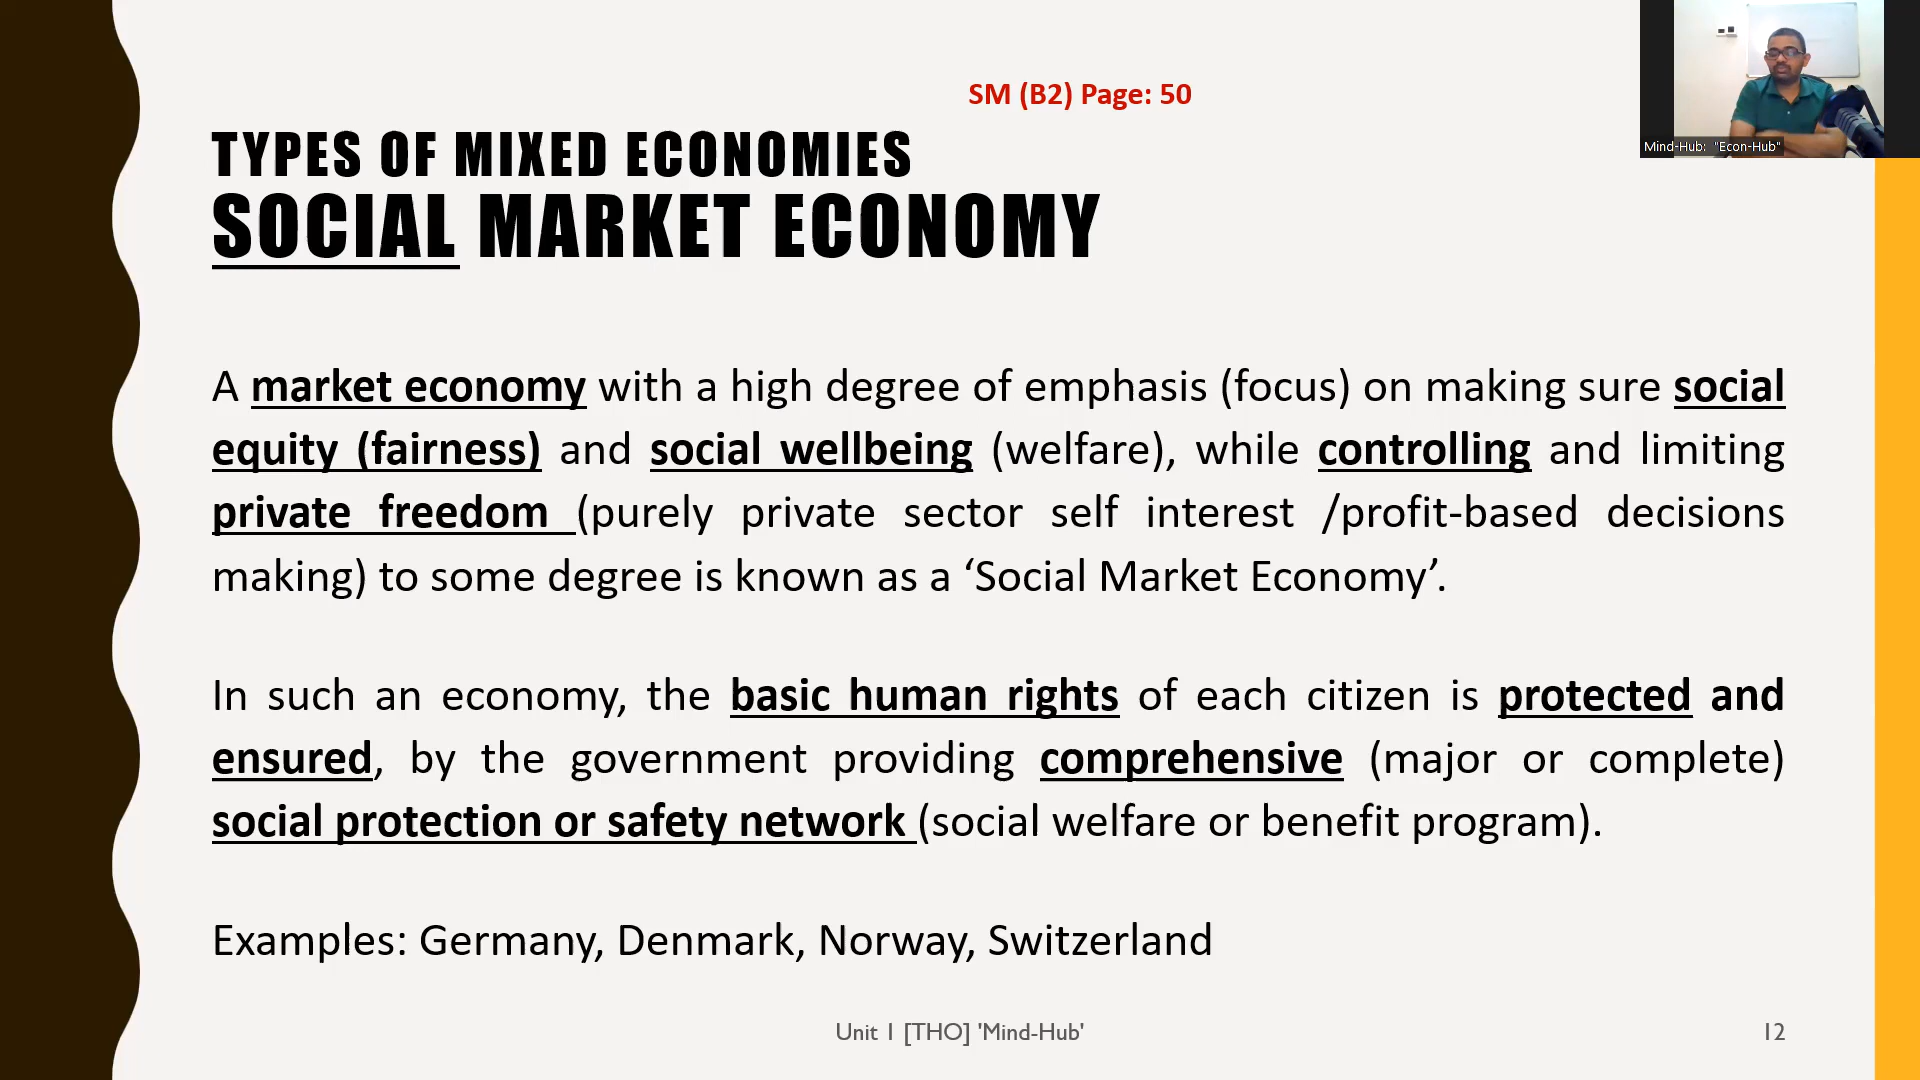 SM (B2) Page: 50
Mind-Hub: "Econ-Hub"
TYPES OF MIXED ECONOMIES
SOCIAL MARKET ECONOMY
A market economy with a high degree of emphasis (focus) on making sure social
equity (fairness) and social wellbeing (welfare), while controlling and limiting
private freedom (purely private sector self interest /profit-based decisions
making) to some degree is known as a ‘Social Market Economy’.
In such an economy, the basic human rights of each citizen is protected and
ensured, by the government providing comprehensive (major or complete)
social protection or safety network (social welfare or benefit program).
Examples: Germany, Denmark, Norway, Switzerland
Unit 1 [THO] 'Mind-Hub'
12